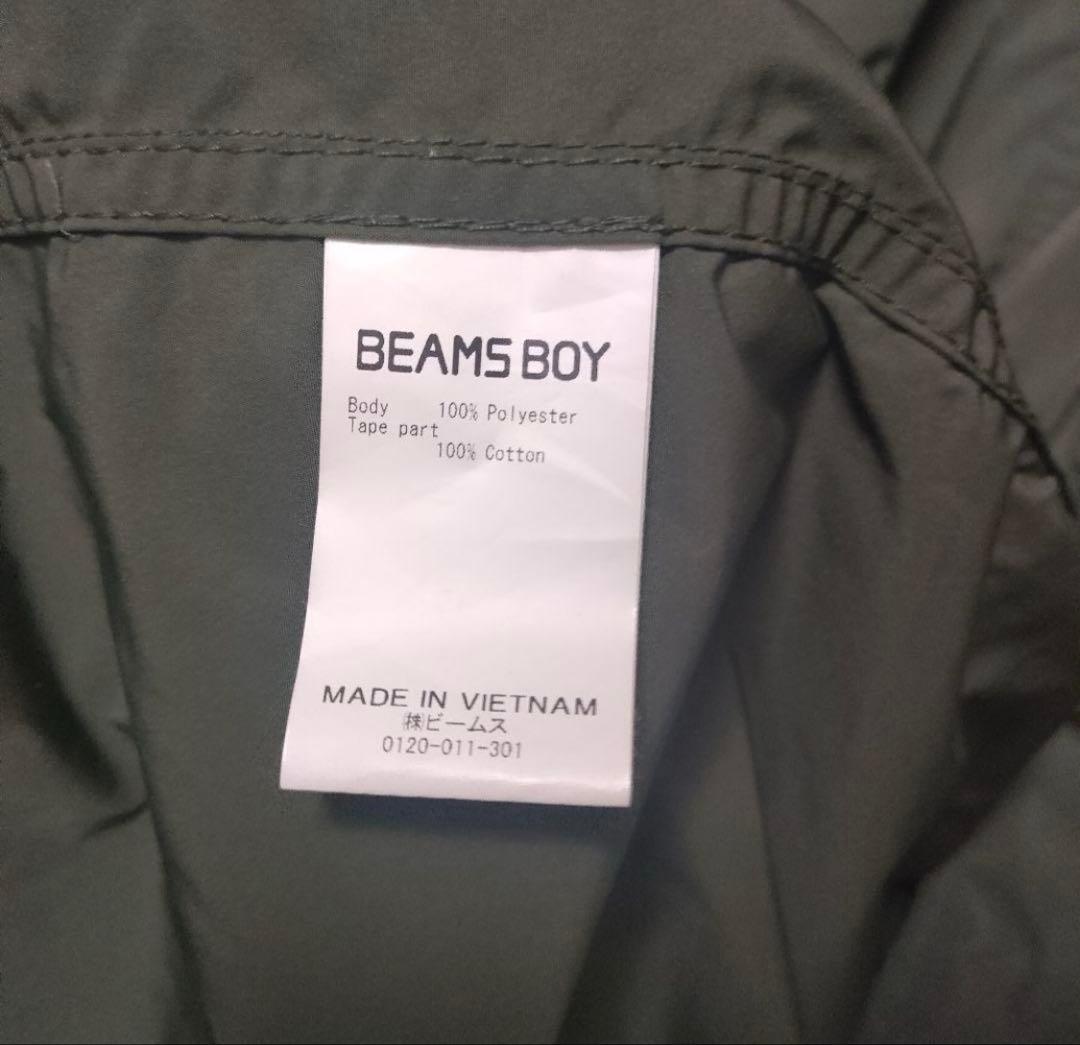 BEAMS BOY
Body 100% Polyester
Tape part
100% Cotton
MADE IN VIETNAM
㈱ビームス
0120-011-301